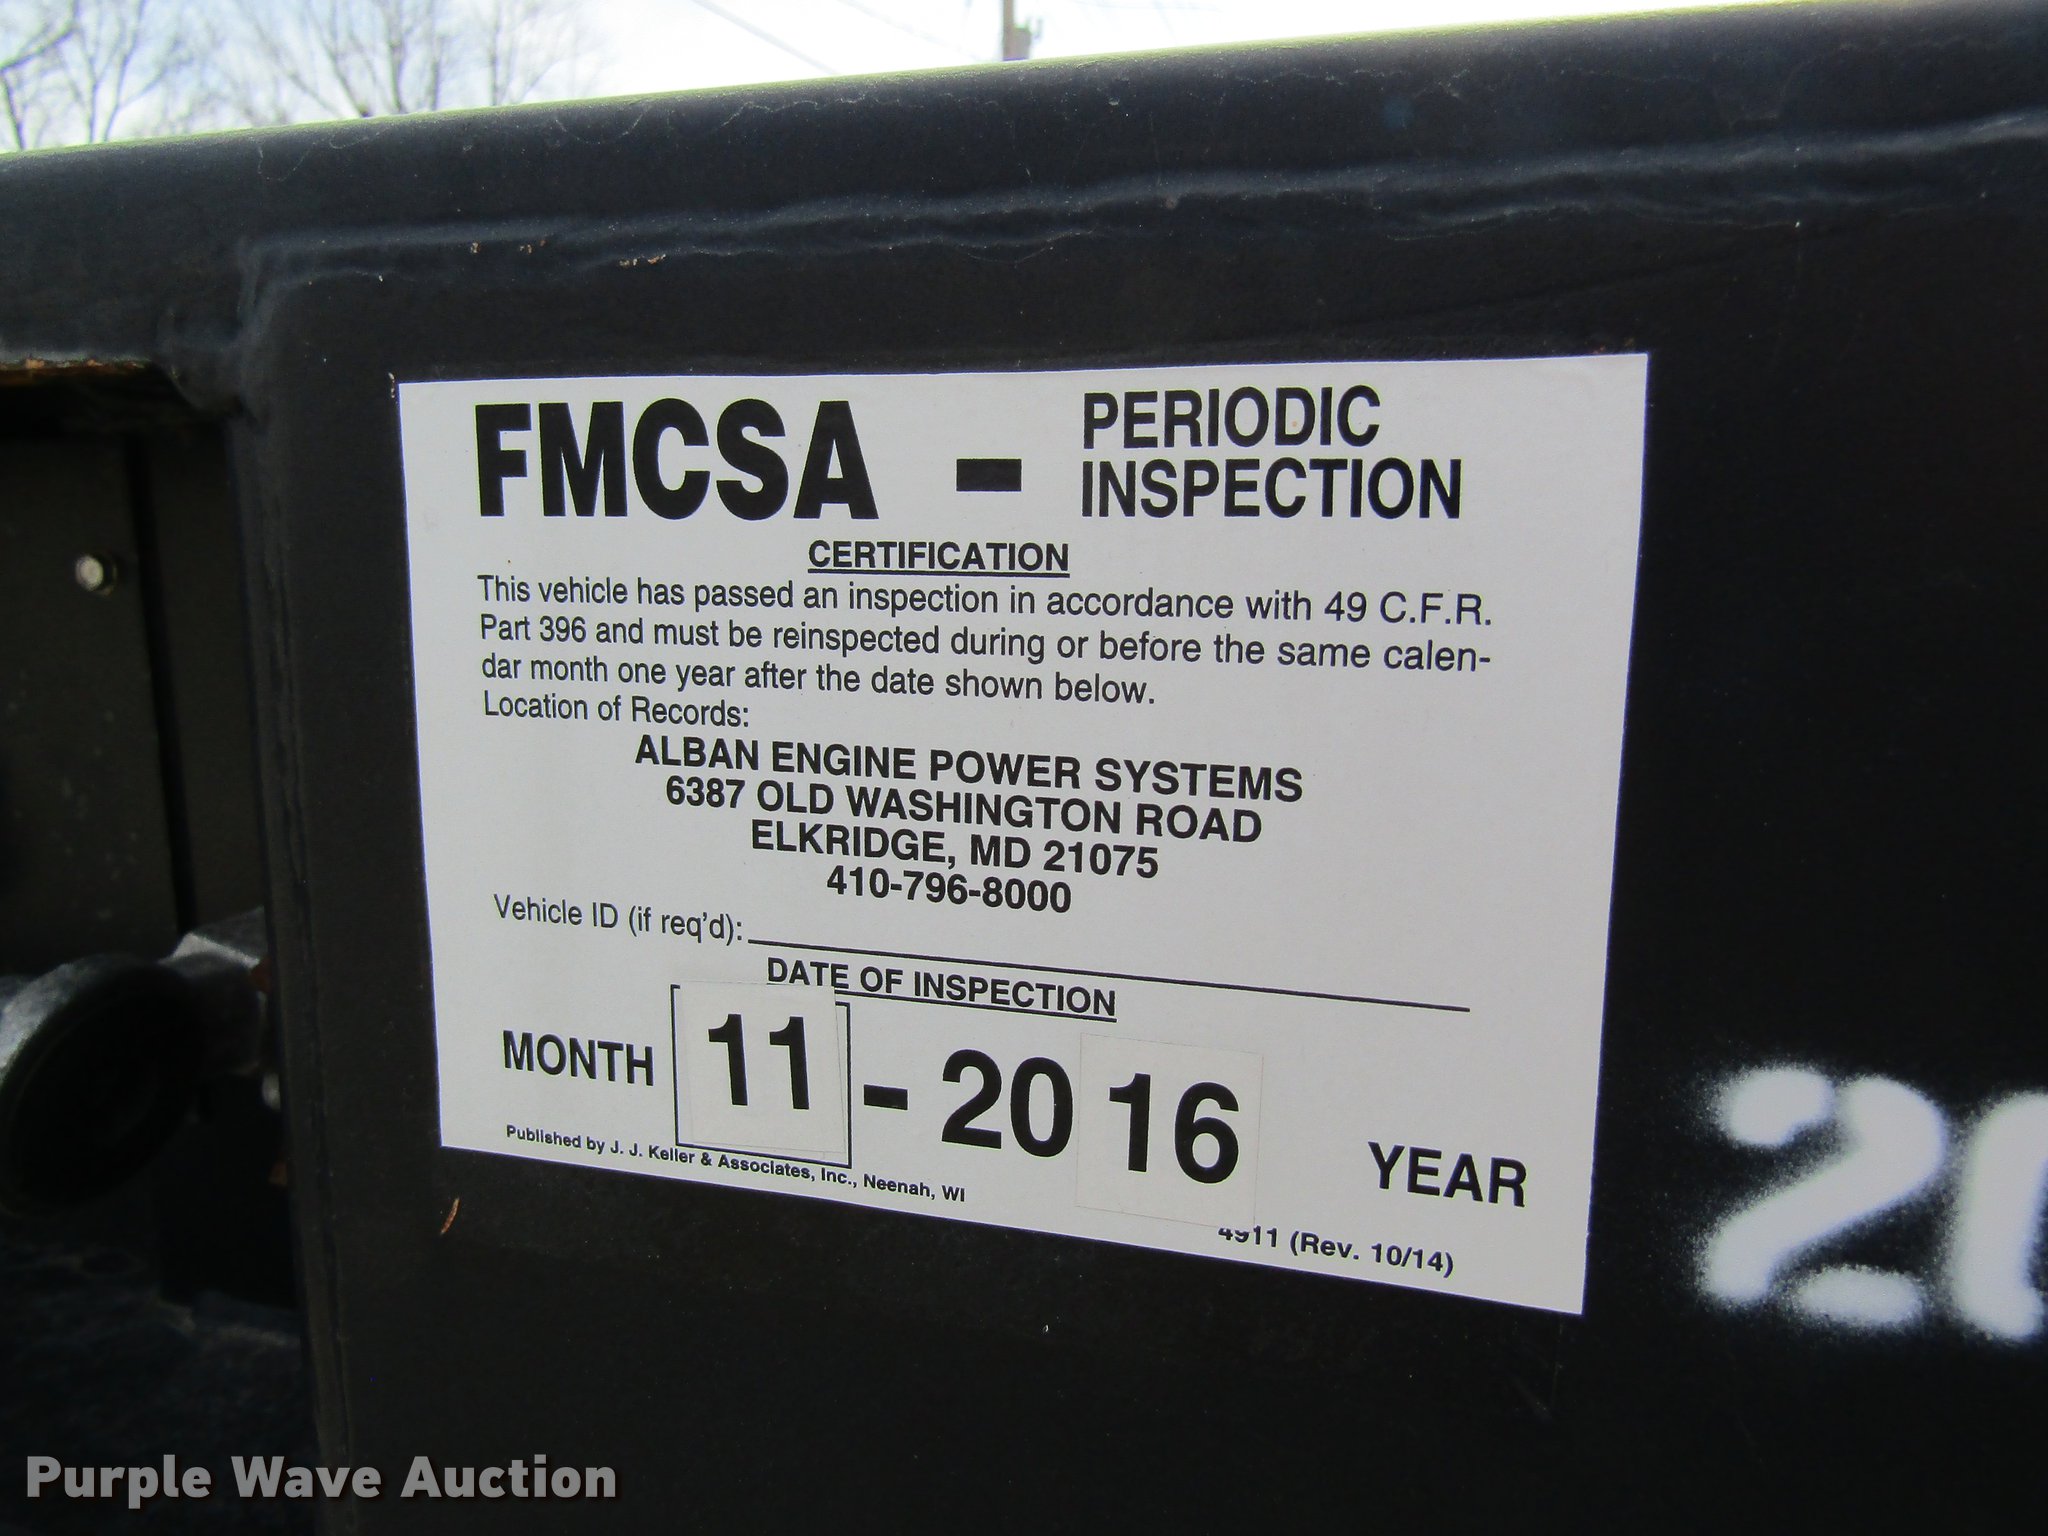 FMCSA - PERIODIC
INSPECTION
CERTIFICATION
This vehicle has passed an inspection in accordance with 49 C.F.R.
Part 396 and must be reinspected during or before the same calen-
dar month one year after the date shown below.
Location of Records:
ALBAN ENGINE POWER SYSTEMS
6387 OLD WASHINGTON ROAD
ELKRIDGE, MD 21075
410-796-8000
Vehicle ID (if req'd):
DATE OF INSPECTION
MONTH 11 - 2016 YEAR
Published by J. J. Keller & Associates, Inc., Neenah, WI
4911 (Rev. 10/14)
Purple Wave Auction